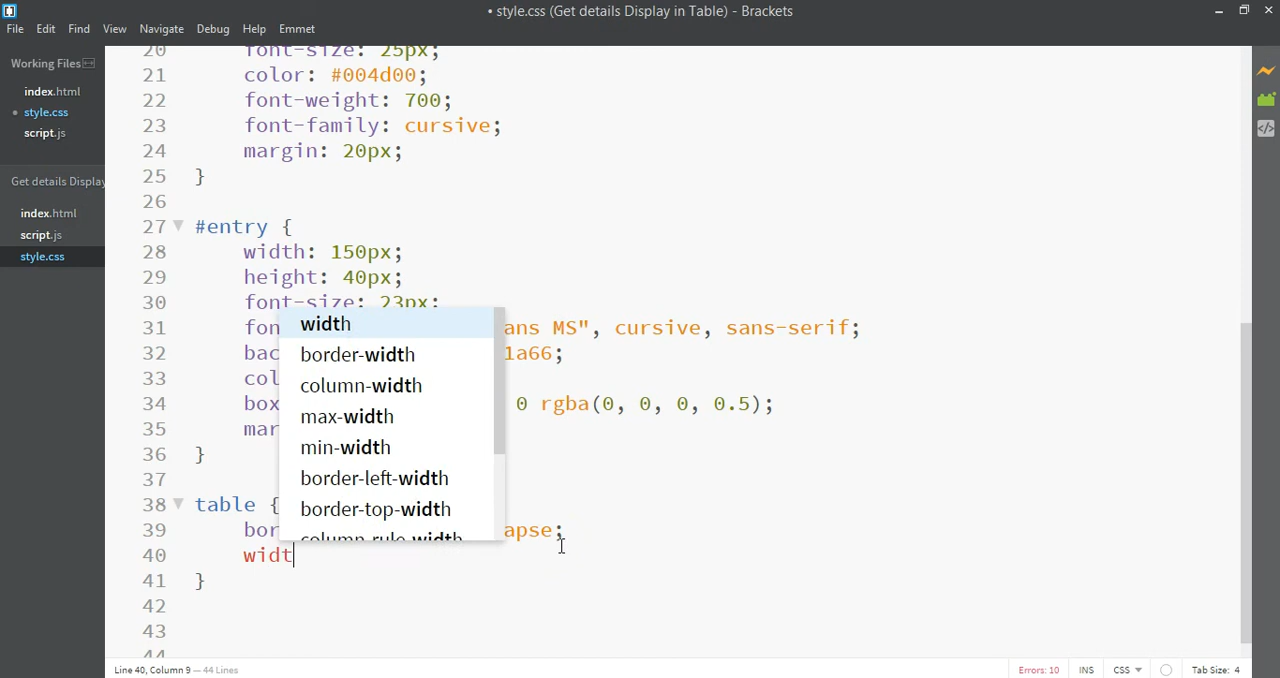 • style.css (Get details Display in Table) - Brackets
File Edit Find View Navigate Debug Help Emmet
Working Files
index.html
• style.css
script.js
Get details Display
index.html
script.js
style.css
20 font-size: 25px;
21 color: #004d00;
22 font-weight: 700;
23 font-family: cursive;
24 margin: 20px;
25 }
26
27 #entry {
28 width: 150px;
29 height: 40px;
30 font-size: 23px;
31 fon ans MS", cursive, sans-serif;
32 bac 1a66;
33 col
34 box 0 rgba(0, 0, 0, 0.5);
35 mar
36 }
37
38 table {
39 bor apse;
40 widt
41 }
42
43
44
width
border-width
column-width
max-width
min-width
border-left-width
border-top-width
column-rule-width
Line 40, Column 9 — 44 Lines
Errors: 10 INS CSS Tab Size: 4